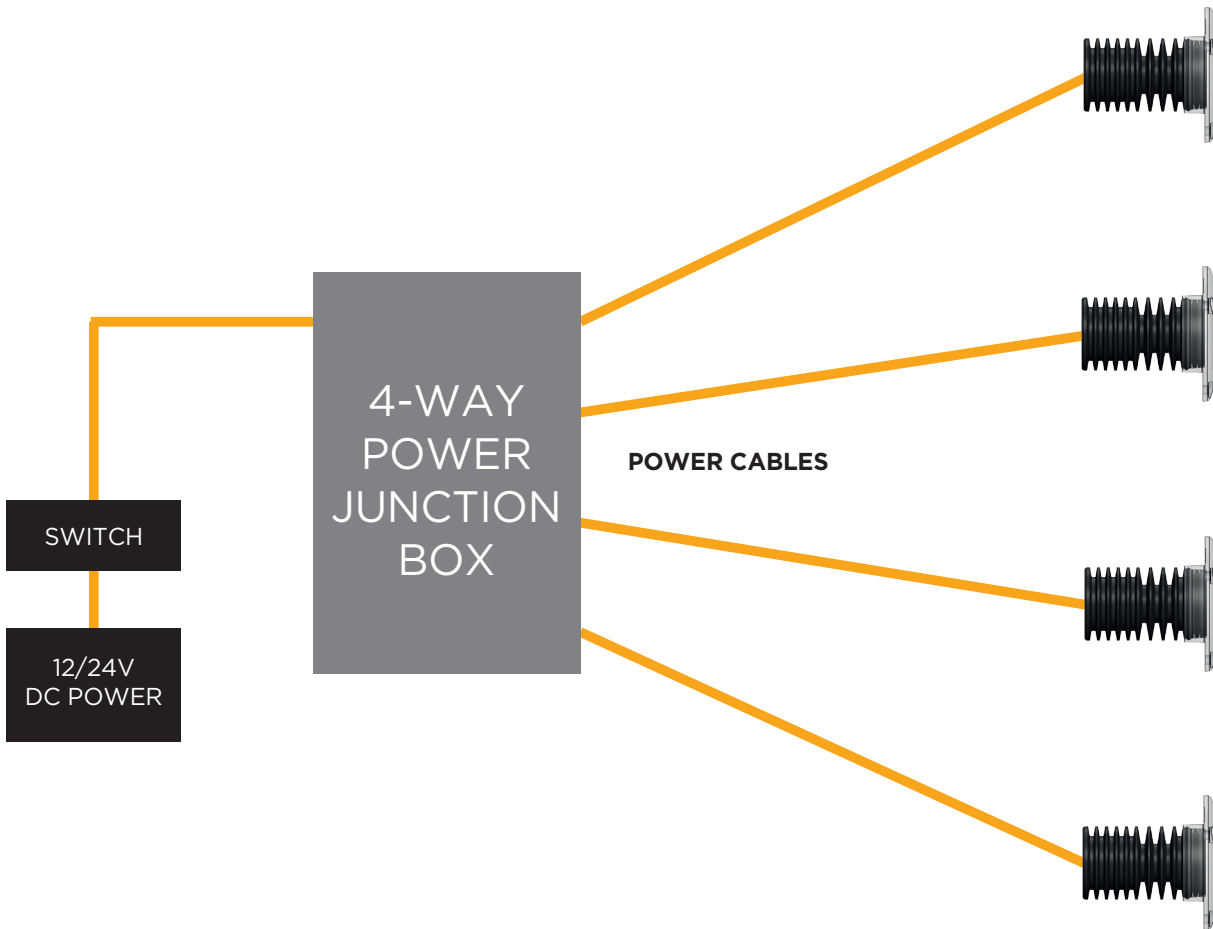 4-WAY
POWER
JUNCTION
BOX
POWER CABLES
SWITCH
12/24V
DC POWER